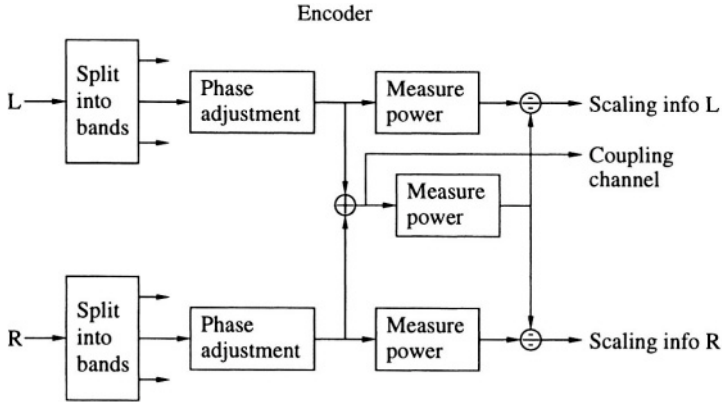 Encoder
L
Split
into
bands
Phase
adjustment
Measure
power
÷
Scaling info L
Coupling
channel
+
Measure
power
R
Split
into
bands
Phase
adjustment
Measure
power
÷
Scaling info R